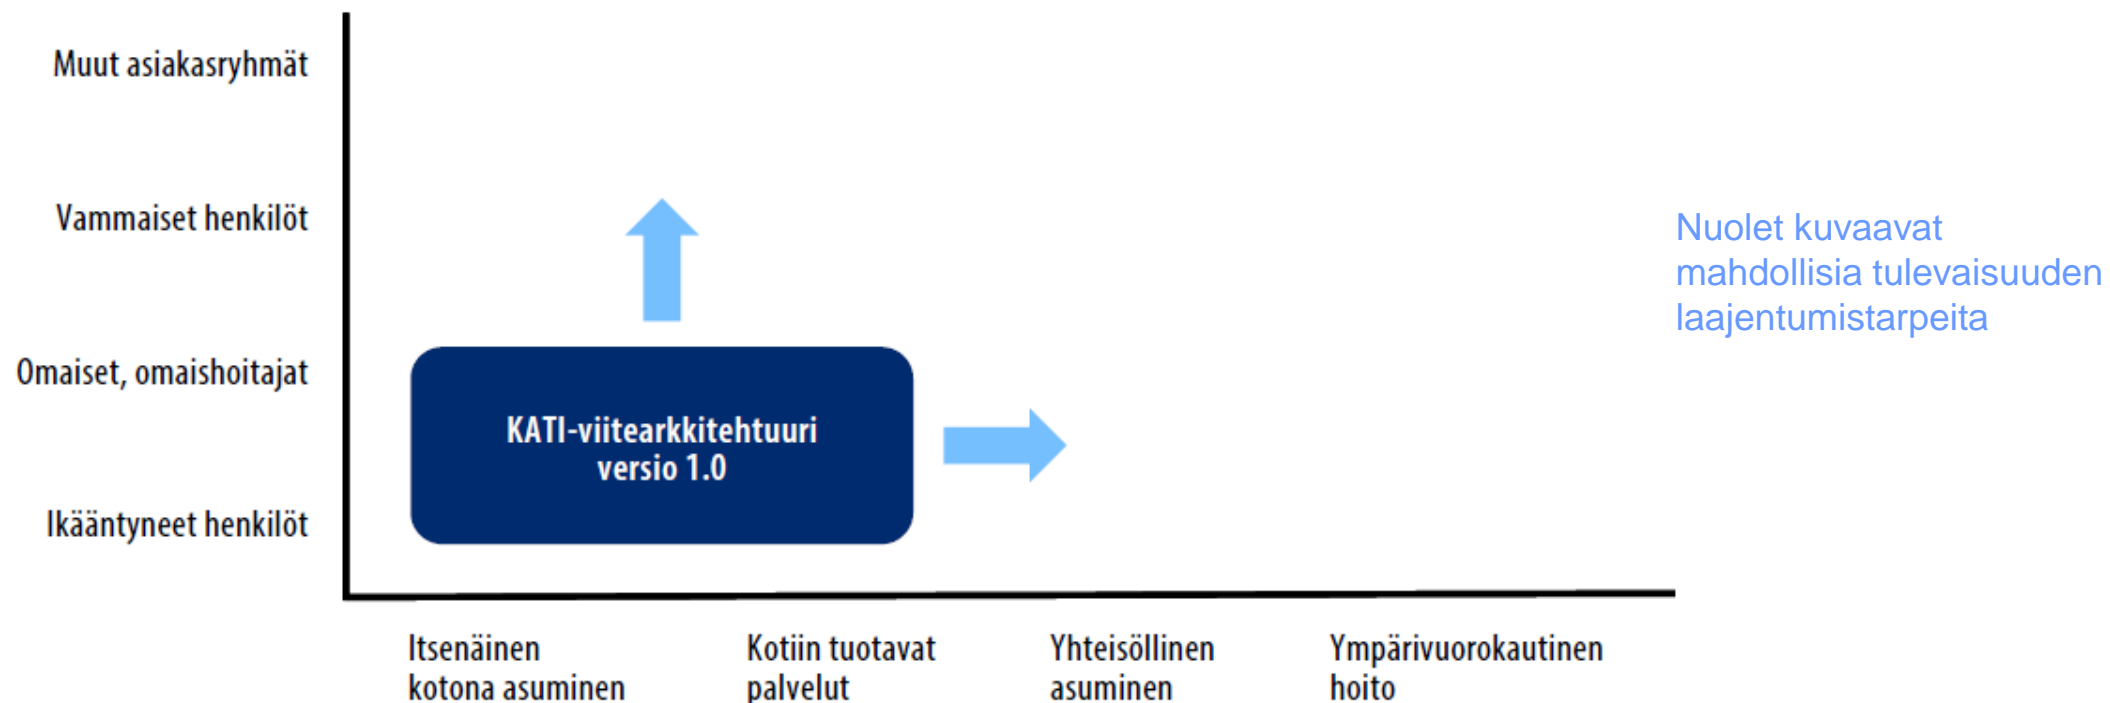 Muut asiakasryhmät
Vammaiset henkilöt
Omaiset, omaishoitajat
Ikääntyneet henkilöt
KATI-viitearkkitehtuuri
versio 1.0
Nuolet kuvaavat
mahdollisia tulevaisuuden
laajentumistarpeita
Itsenäinen
kotona asuminen
Kotiin tuotavat
palvelut
Yhteisöllinen
asuminen
Ympärivuorokautinen
hoito